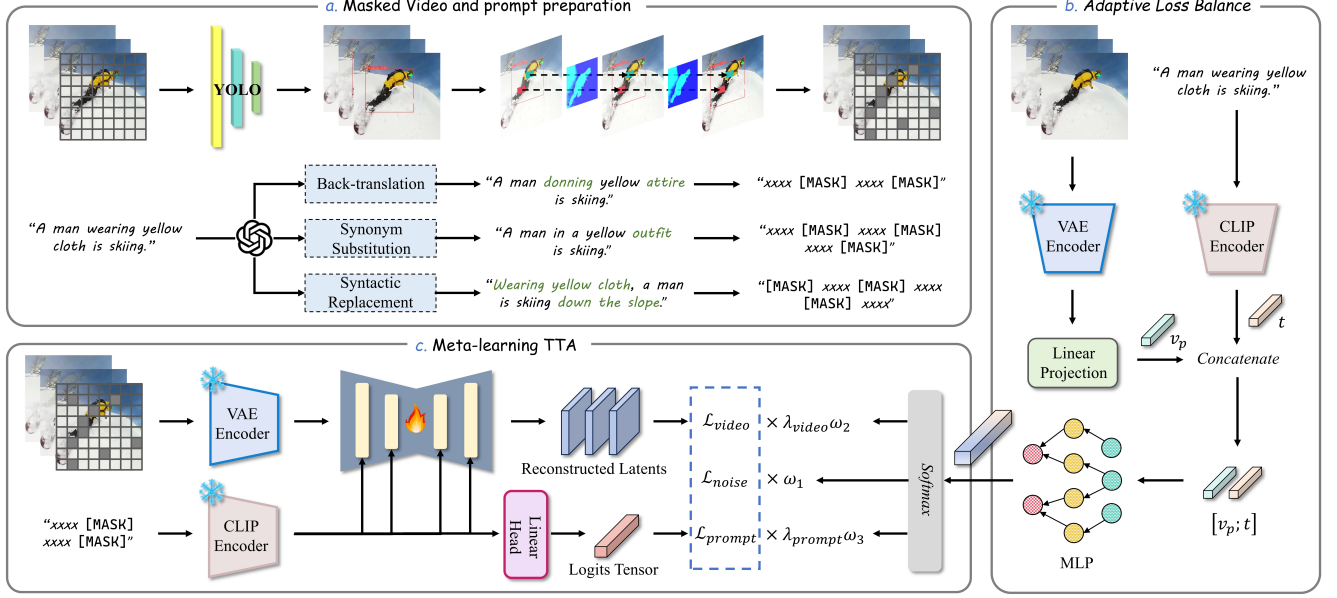 a. Masked Video and prompt preparation
YOLO
"A man wearing yellow
cloth is skiing."
Back-translation
"A man donning yellow attire
is skiing."
"xxxx [MASK] xxxx [MASK]"
Synonym
Substitution
"A man in a yellow outfit
is skiing."
"xxxx [MASK] xxxx [MASK]
xxxx [MASK]"
Syntactic
Replacement
"Wearing yellow cloth, a man
is skiing down the slope."
"[MASK] xxxx [MASK] xxxx
[MASK] xxxx"
b. Adaptive Loss Balance
"A man wearing yellow
cloth is skiing."
VAE
Encoder
CLIP
Encoder
t
v_p
Linear
Projection
Concatenate
[v_p; t]
MLP
c. Meta-learning TTA
VAE
Encoder
Reconstructed Latents
"xxxx [MASK]
xxxx [MASK]"
CLIP
Encoder
Linear
Head
Logits Tensor
ℒ_video × λ_video ω_2
ℒ_noise × ω_1
ℒ_prompt × λ_prompt ω_3
Softmax